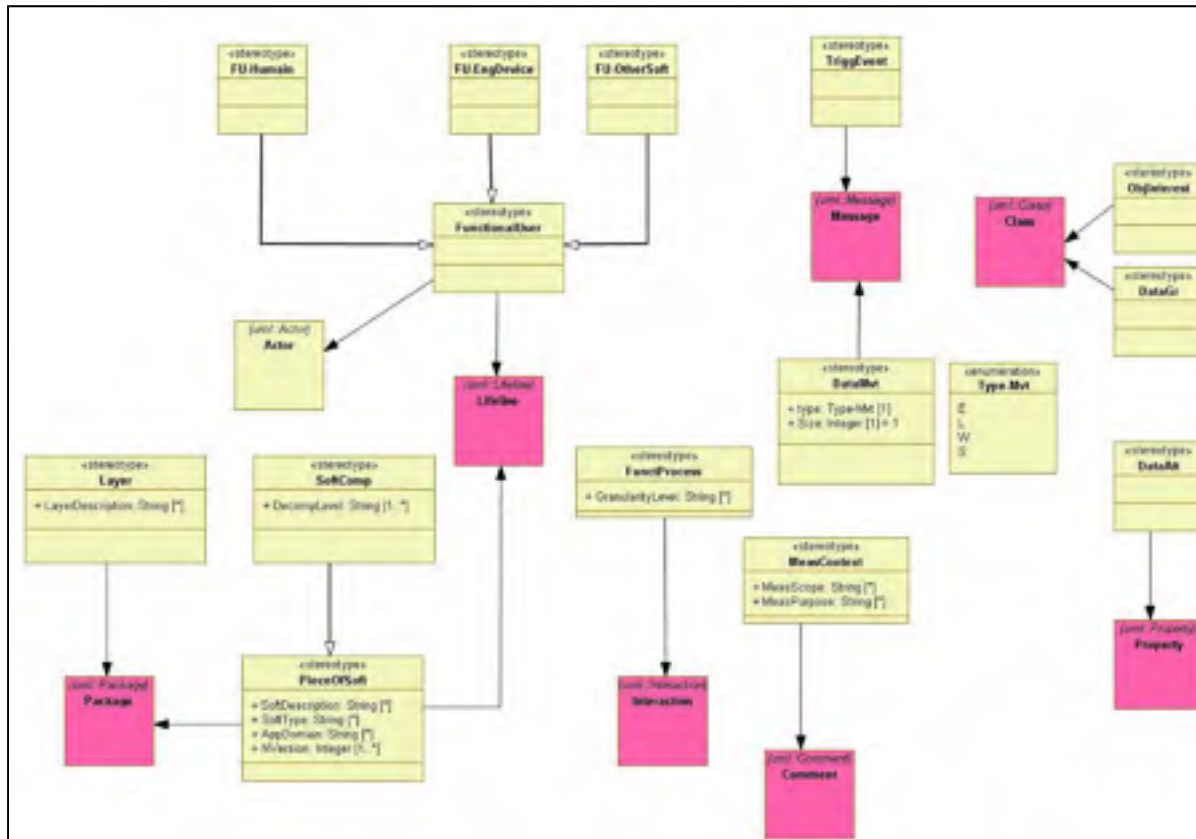 «stereotype»
FU:Humain
«stereotype»
FU:EngDevice
«stereotype»
FU:OtherSoft
«stereotype»
TriggEvent
«stereotype»
FunctionalUser
{uml::Message}
Message
{uml::Class}
Class
«stereotype»
ObjInterest
«stereotype»
DataGr
{uml::Actor}
Actor
{uml::Lifeline}
Lifeline
«stereotype»
DataMvt
+ type: Type-Mvt [1]
+ Size: Integer [1] = 1
«enumeration»
Type-Mvt
E
L
W
S
«stereotype»
Layer
+ LayerDescription: String [*]
«stereotype»
SoftComp
+ DecompLevel: String [1..*]
«stereotype»
FunctProcess
+ GranularityLevel: String [*]
«stereotype»
DataAtt
«stereotype»
MeasContext
+ MeasScope: String [*]
+ MeasPurpose: String [*]
{uml::Package}
Package
«stereotype»
PieceOfSoft
+ SoftDescription: String [*]
+ SoftType: String [*]
+ AppDomain: String [*]
+ NVersion: Integer [1..*]
{uml::Interaction}
Interaction
{uml::Comment}
Comment
{uml::Property}
Property